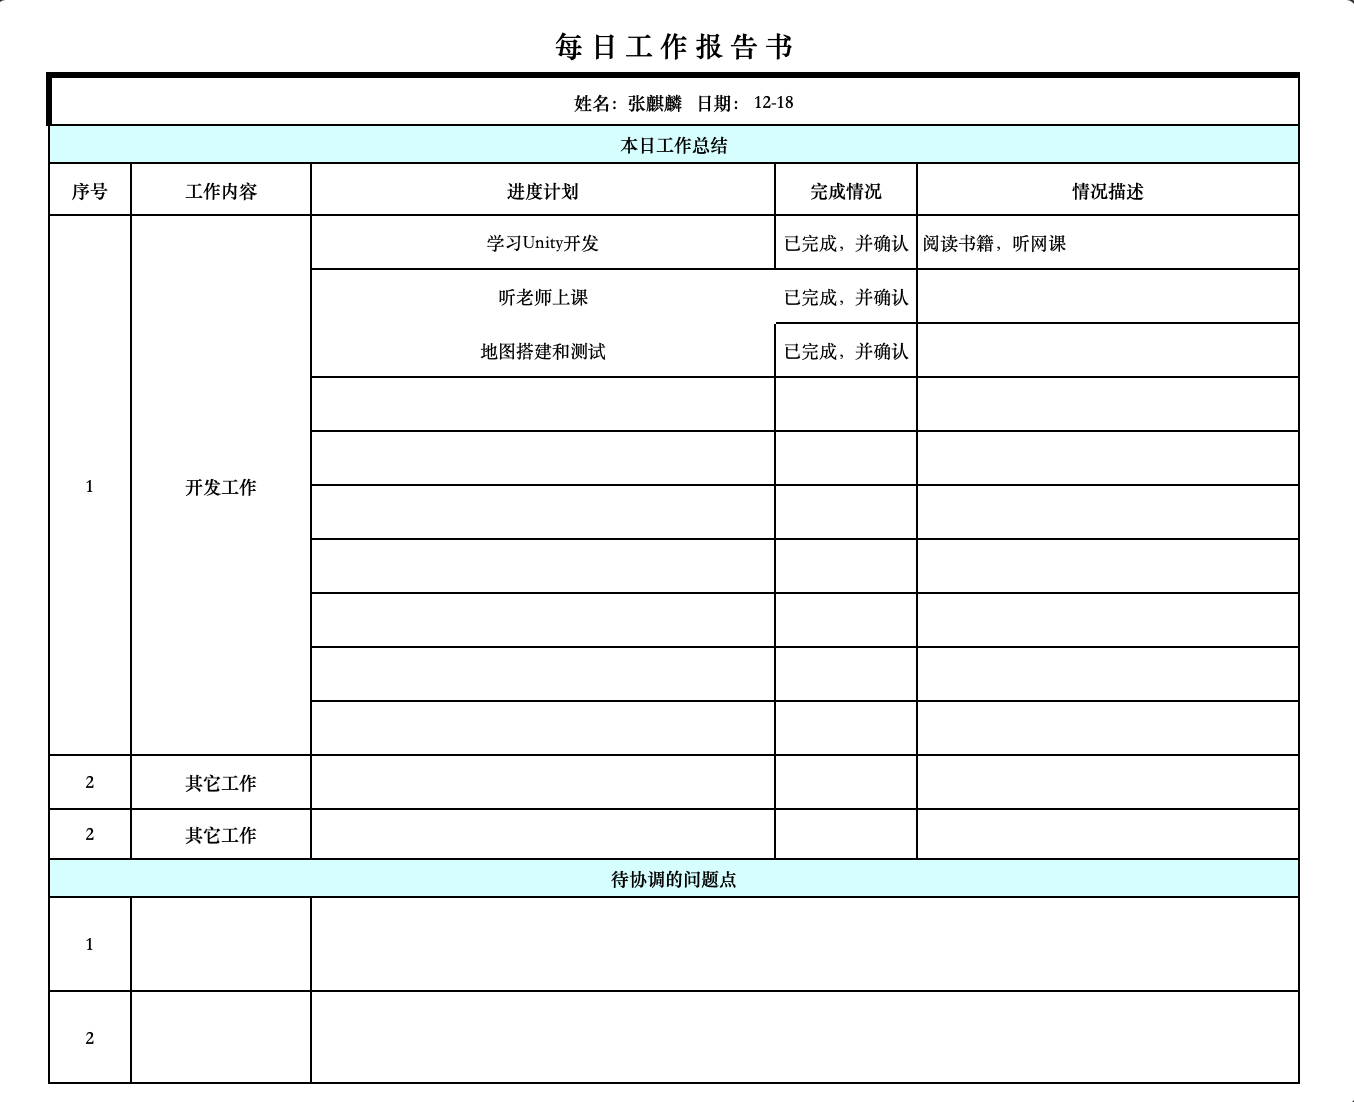 每日工作报告书
姓名：张麒麟 日期： 12-18
本日工作总结
序号 工作内容 进度计划 完成情况 情况描述
学习Unity开发 已完成，并确认 阅读书籍，听网课
听老师上课 已完成，并确认
地图搭建和测试 已完成，并确认
1 开发工作
2 其它工作
2 其它工作
待协调的问题点
1
2